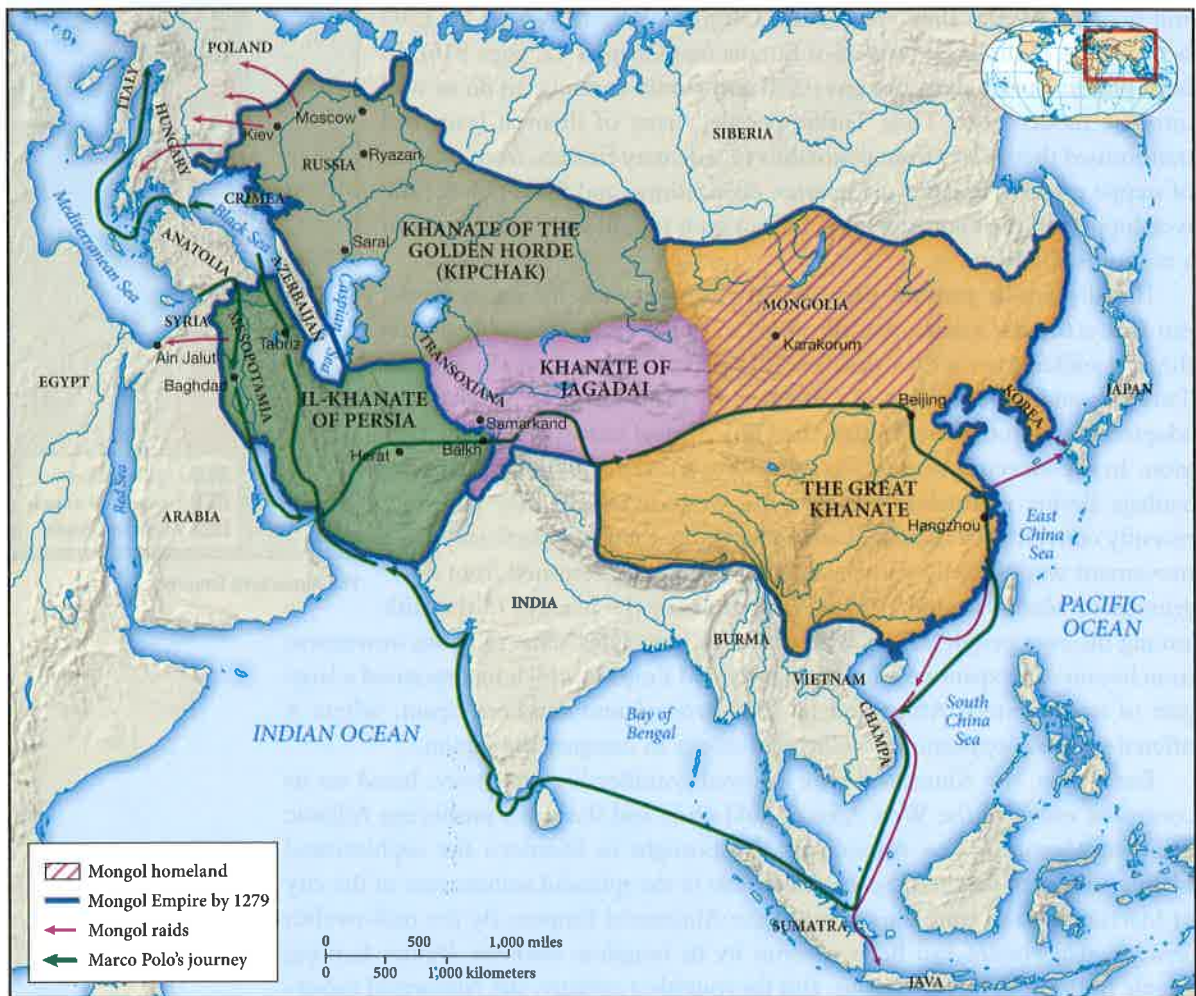 POLAND
ITALY
HUNGARY
Kiev
Moscow
RUSSIA
Ryazan
SIBERIA
CRIMEA
Black Sea
Mediterranean Sea
ANATOLIA
AZERBAIJAN
Sarai
Caspian Sea
KHANATE OF THE
GOLDEN HORDE
(KIPCHAK)
MONGOLIA
Karakorum
SYRIA
MESOPOTAMIA
Tabriz
Ain Jalut
Baghdad
EGYPT
TRANSOXIANA
KHANATE OF
JAGADAI
Samarkand
IL-KHANATE
OF PERSIA
Herat
Balkh
Beijing
KOREA
JAPAN
Red Sea
ARABIA
THE GREAT
KHANATE
Hangzhou
East
China
Sea
PACIFIC
OCEAN
INDIA
BURMA
VIETNAM
CHAMPA
South
China
Sea
INDIAN OCEAN
Bay of
Bengal
SUMATRA
JAVA
Mongol homeland
Mongol Empire by 1279
Mongol raids
Marco Polo's journey
0 500 1,000 miles
0 500 1,000 kilometers